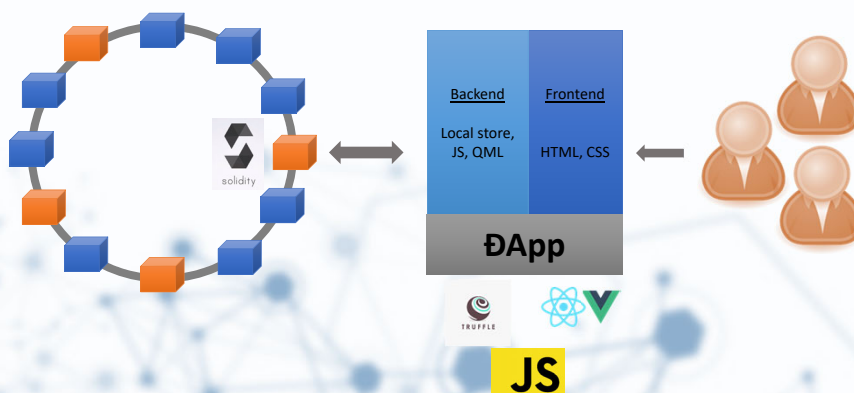 solidity
Backend
Local store,
JS, QML
Frontend
HTML, CSS
ĐApp
TRUFFLE
JS